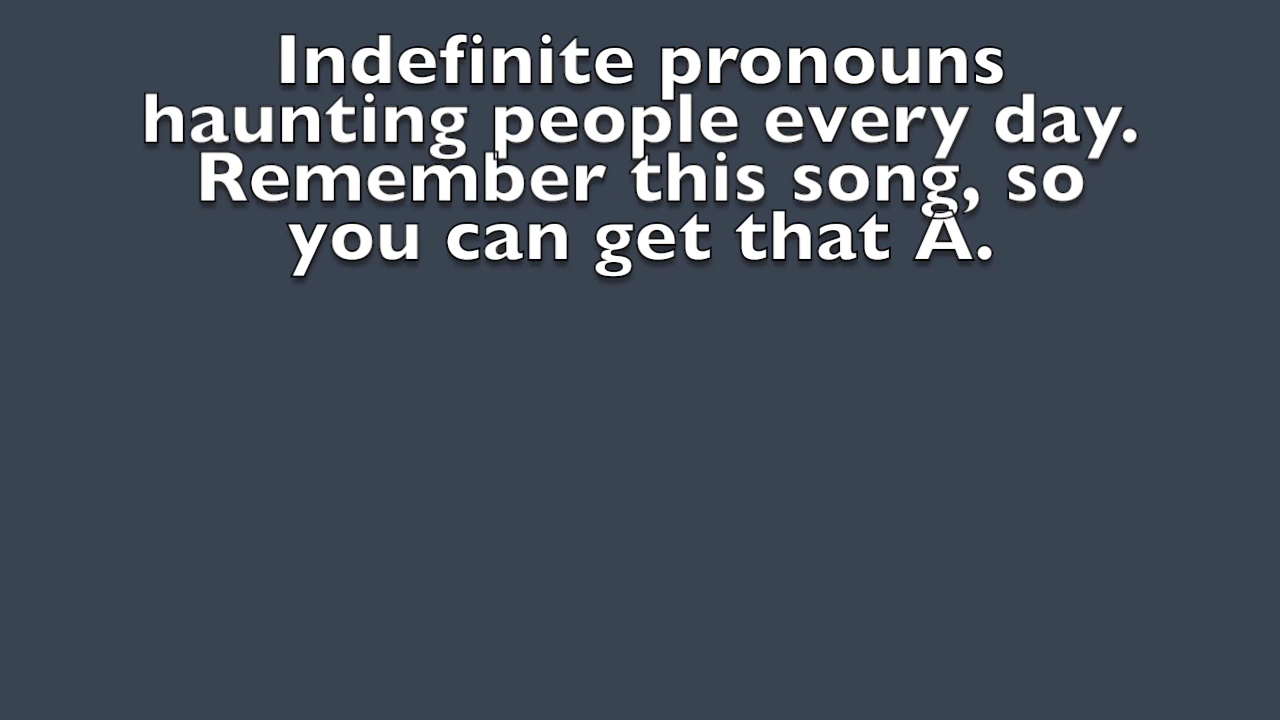 Indefinite pronouns
haunting people every day.
Remember this song, so
you can get that A.